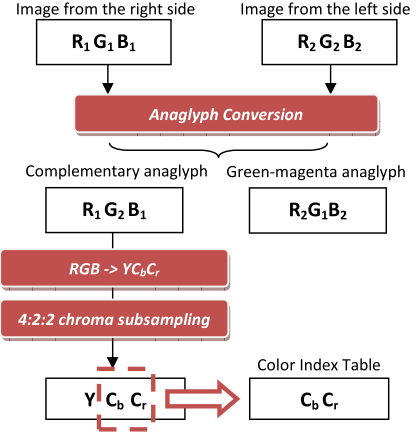 Image from the right side
Image from the left side
R₁ G₁ B₁
R₂ G₂ B₂
Anaglyph Conversion
Complementary anaglyph
Green-magenta anaglyph
R₁ G₂ B₁
R₂G₁B₂
RGB -> YCbCr
4:2:2 chroma subsampling
Color Index Table
Y Cb Cr
Cb Cr